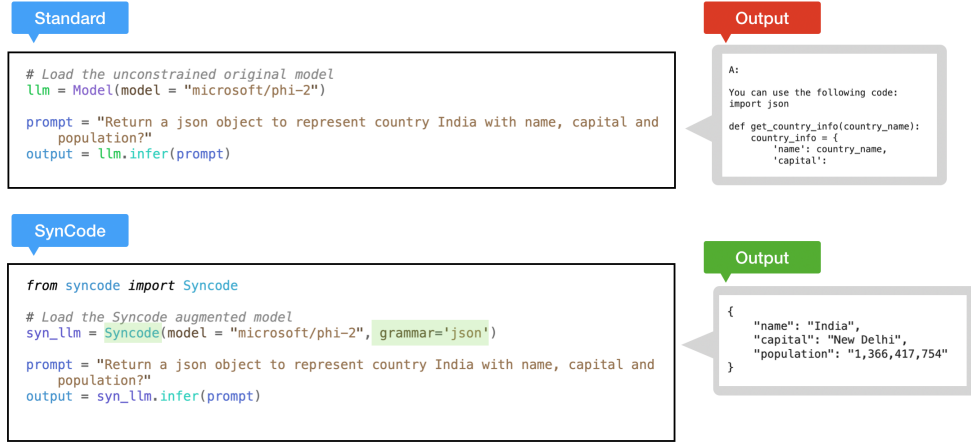 Standard
# Load the unconstrained original model
llm = Model(model = "microsoft/phi-2")
prompt = "Return a json object to represent country India with name, capital and
    population?"
output = llm.infer(prompt)
Output
A:
You can use the following code:
import json
def get_country_info(country_name):
    country_info = {
        'name': country_name,
        'capital':
SynCode
from syncode import Syncode
# Load the Syncode augmented model
syn_llm = Syncode(model = "microsoft/phi-2", grammar='json')
prompt = "Return a json object to represent country India with name, capital and
    population?"
output = syn_llm.infer(prompt)
Output
{
    "name": "India",
    "capital": "New Delhi",
    "population": "1,366,417,754"
}